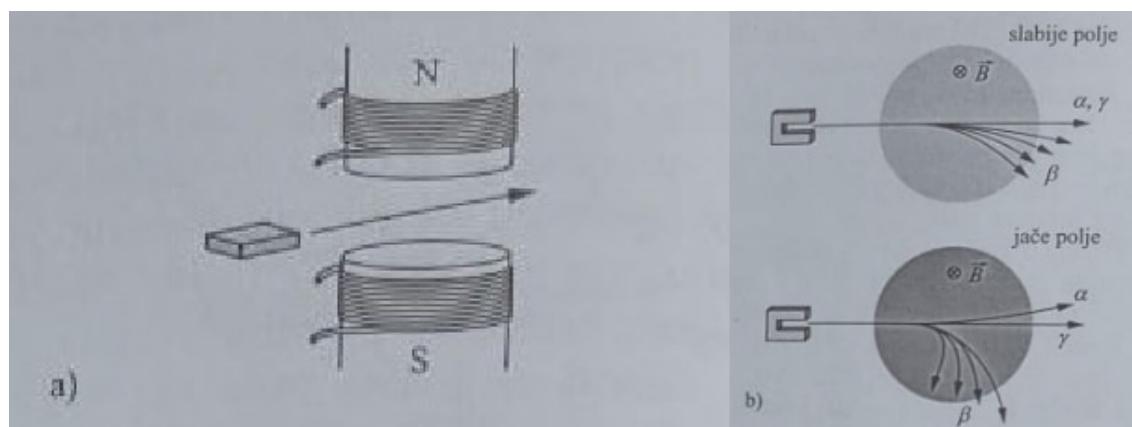 N
S
a)
slabije polje
⊗ B⃗
α, γ
β
jače polje
⊗ B⃗
α
γ
β
b)